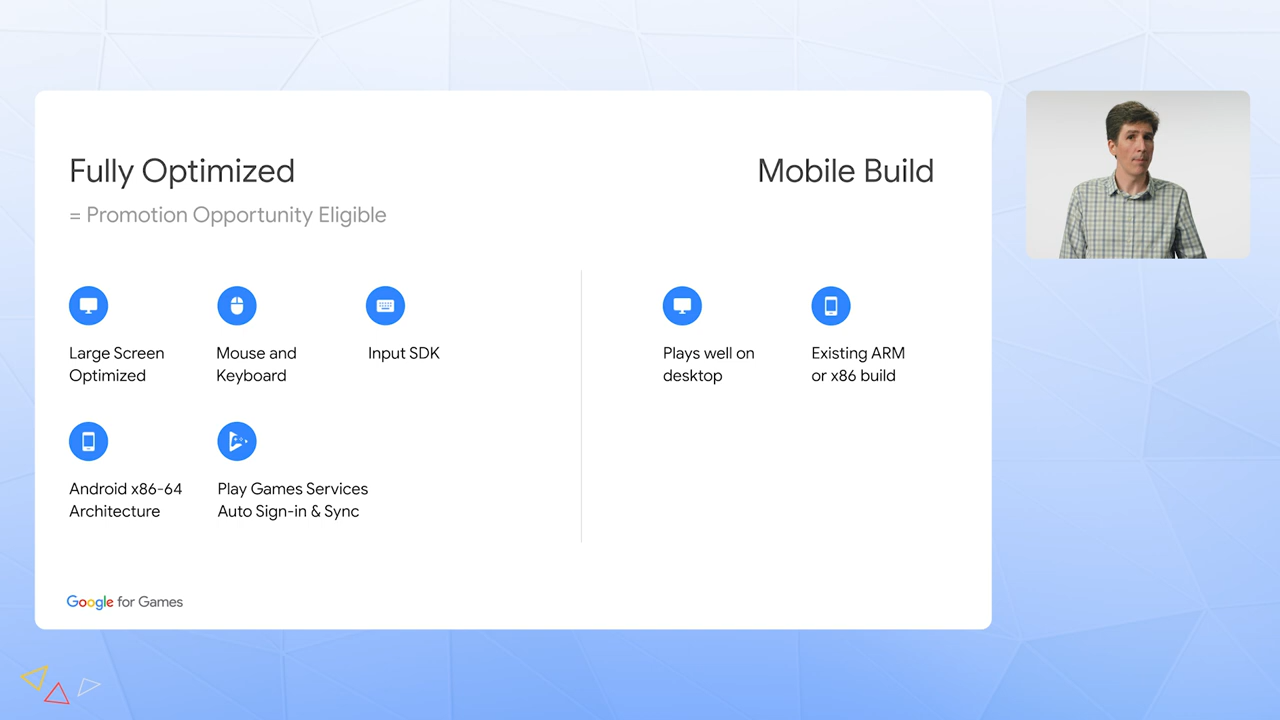 Fully Optimized
= Promotion Opportunity Eligible
Large Screen
Optimized
Mouse and
Keyboard
Input SDK
Android x86-64
Architecture
Play Games Services
Auto Sign-in & Sync
Mobile Build
Plays well on
desktop
Existing ARM
or x86 build
Google for Games